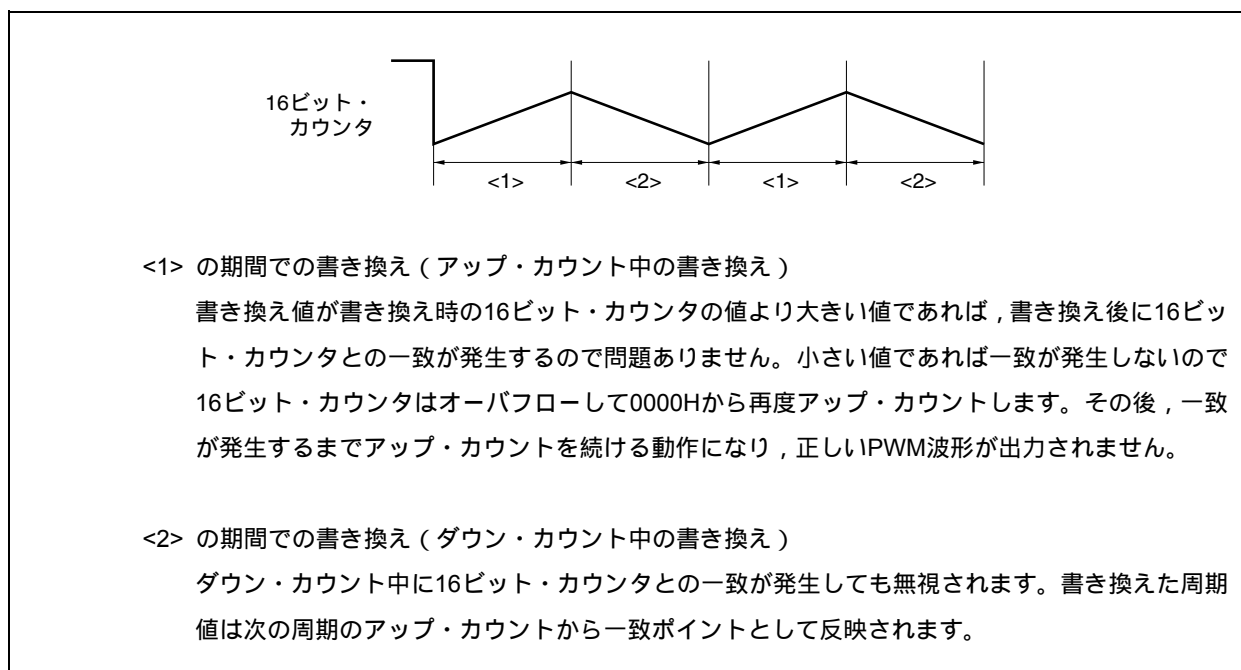 16ビット・
カウンタ
<1> <2> <1> <2>
<1> の期間での書き換え（アップ・カウント中の書き換え）
書き換え値が書き換え時の16ビット・カウンタの値より大きい値であれば，書き換え後に16ビッ
ト・カウンタとの一致が発生するので問題ありません。小さい値であれば一致が発生しないので
16ビット・カウンタはオーバフローして0000Hから再度アップ・カウントします。その後，一致
が発生するまでアップ・カウントを続ける動作になり，正しいPWM波形が出力されません。
<2> の期間での書き換え（ダウン・カウント中の書き換え）
ダウン・カウント中に16ビット・カウンタとの一致が発生しても無視されます。書き換えた周期
値は次の周期のアップ・カウントから一致ポイントとして反映されます。